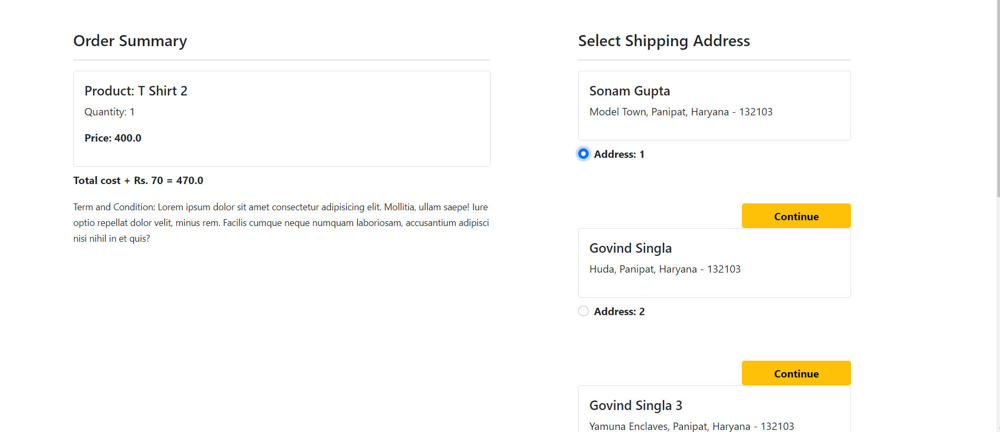 Order Summary
Product: T Shirt 2
Quantity: 1
Price: 400.0
Total cost + Rs. 70 = 470.0
Term and Condition: Lorem ipsum dolor sit amet consectetur adipisicing elit. Mollitia, ullam saepe! Iure
optio repellat dolor velit, minus rem. Facilis cumque neque numquam laboriosam, accusantium adipisci
nisi nihil in et quis?
Select Shipping Address
Sonam Gupta
Model Town, Panipat, Haryana - 132103
Address: 1
Continue
Govind Singla
Huda, Panipat, Haryana - 132103
Address: 2
Continue
Govind Singla 3
Yamuna Enclaves, Panipat, Haryana - 132103